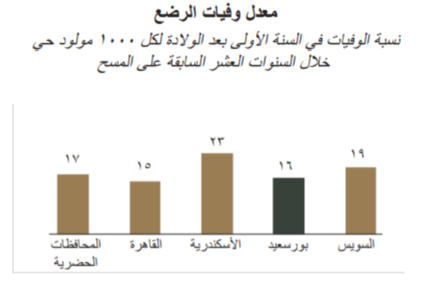 معدل وفيات الرضع
نسبة الوفيات في السنة الأولى بعد الولادة لكل ١٠٠٠ مولود حي
خلال السنوات العشر السابقة على المسح
١٩
١٦
٢٣
١٥
١٧
السويس
بورسعيد
الأسكندرية
القاهرة
المحافظات
الحضرية